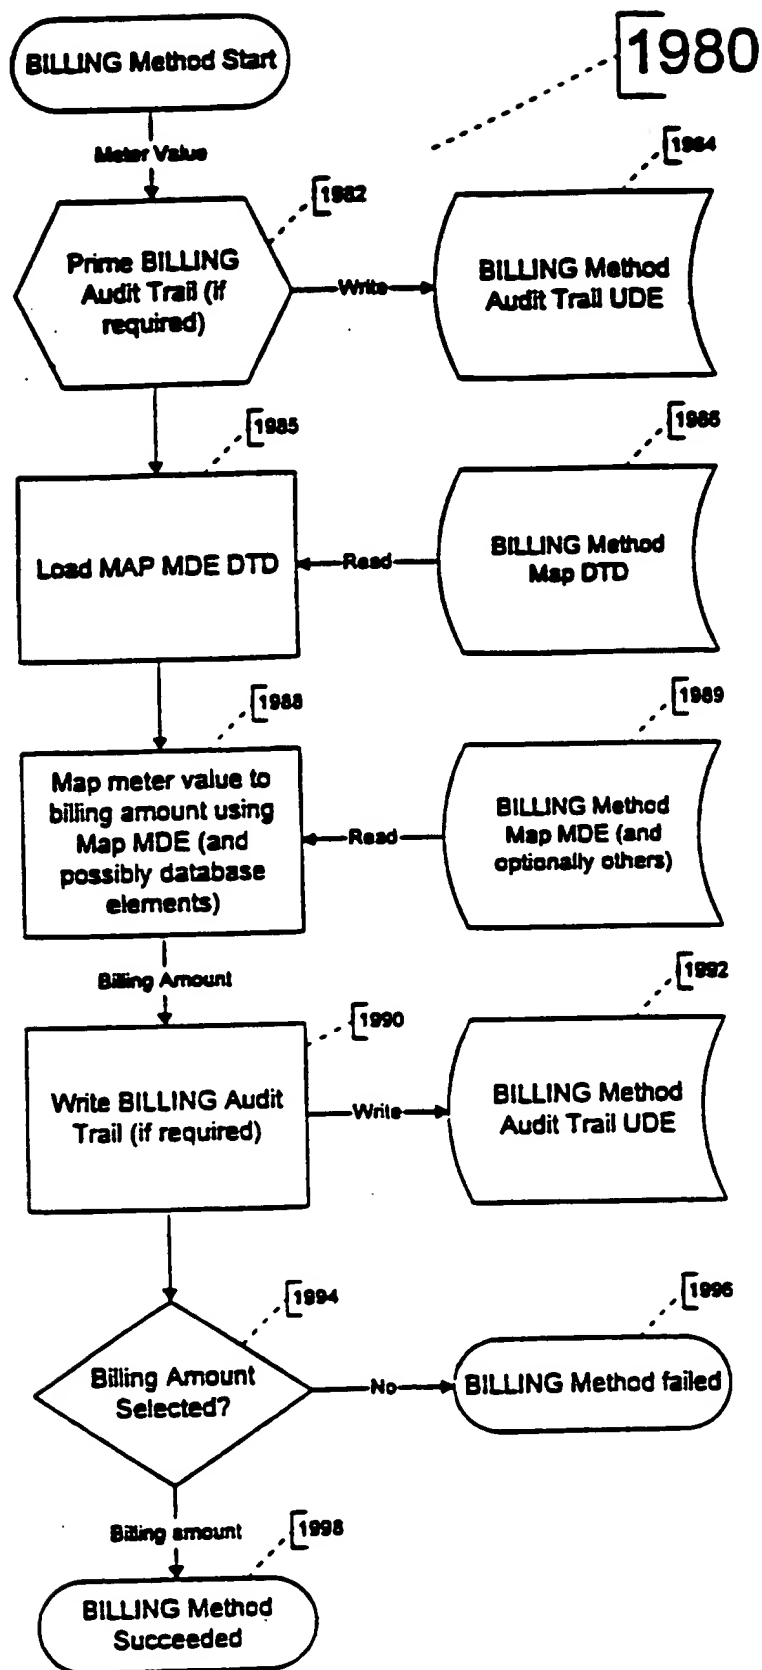 BILLING Method Start
1980
Meter Value
1984
1982
Prime BILLING
Audit Trail (if
required)
Write
BILLING Method
Audit Trail UDE
1985
1986
Load MAP MDE DTD
Read
BILLING Method
Map DTD
1988
1989
Map meter value to
billing amount using
Map MDE (and
possibly database
elements)
Read
BILLING Method
Map MDE (and
optionally others)
Billing Amount
1992
1990
Write BILLING Audit
Trail (if required)
Write
BILLING Method
Audit Trail UDE
1994
1996
Billing Amount
Selected?
No
BILLING Method failed
Billing amount
1998
BILLING Method
Succeeded